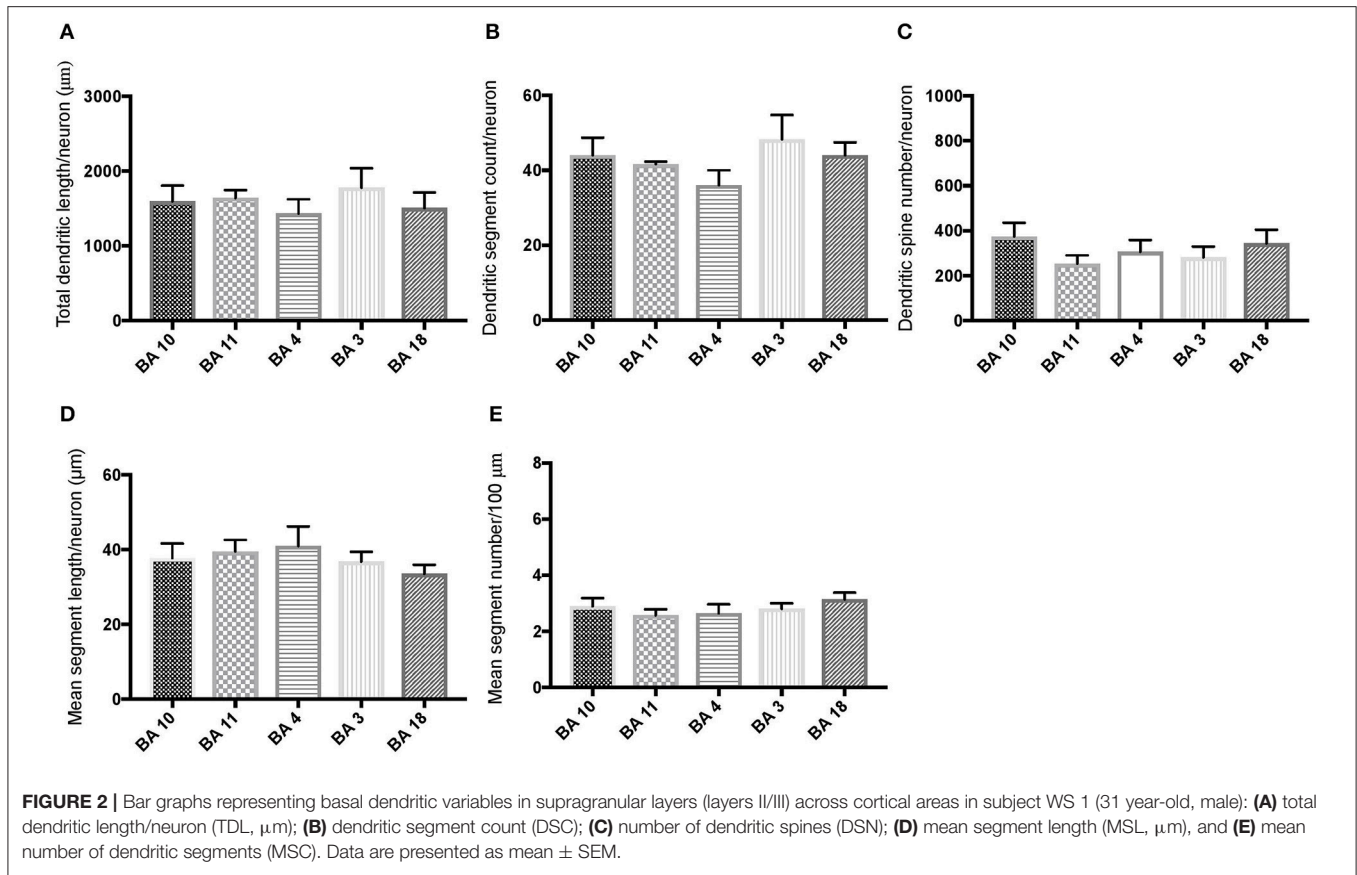 A
Total dendritic length/neuron (μm)
3000
2000
1000
0
BA 10
BA 11
BA 4
BA 3
BA 18
B
Dendritic segment count/neuron
60
40
20
0
BA 10
BA 11
BA 4
BA 3
BA 18
C
Dendritic spine number/neuron
1000
800
600
400
200
0
BA 10
BA 11
BA 4
BA 3
BA 18
D
Mean segment length/neuron (μm)
60
40
20
0
BA 10
BA 11
BA 4
BA 3
BA 18
E
Mean segment number/100 μm
8
6
4
2
0
BA 10
BA 11
BA 4
BA 3
BA 18
FIGURE 2 | Bar graphs representing basal dendritic variables in supragranular layers (layers II/III) across cortical areas in subject WS 1 (31 year-old, male): (A) total
dendritic length/neuron (TDL, μm); (B) dendritic segment count (DSC); (C) number of dendritic spines (DSN); (D) mean segment length (MSL, μm), and (E) mean
number of dendritic segments (MSC). Data are presented as mean ± SEM.